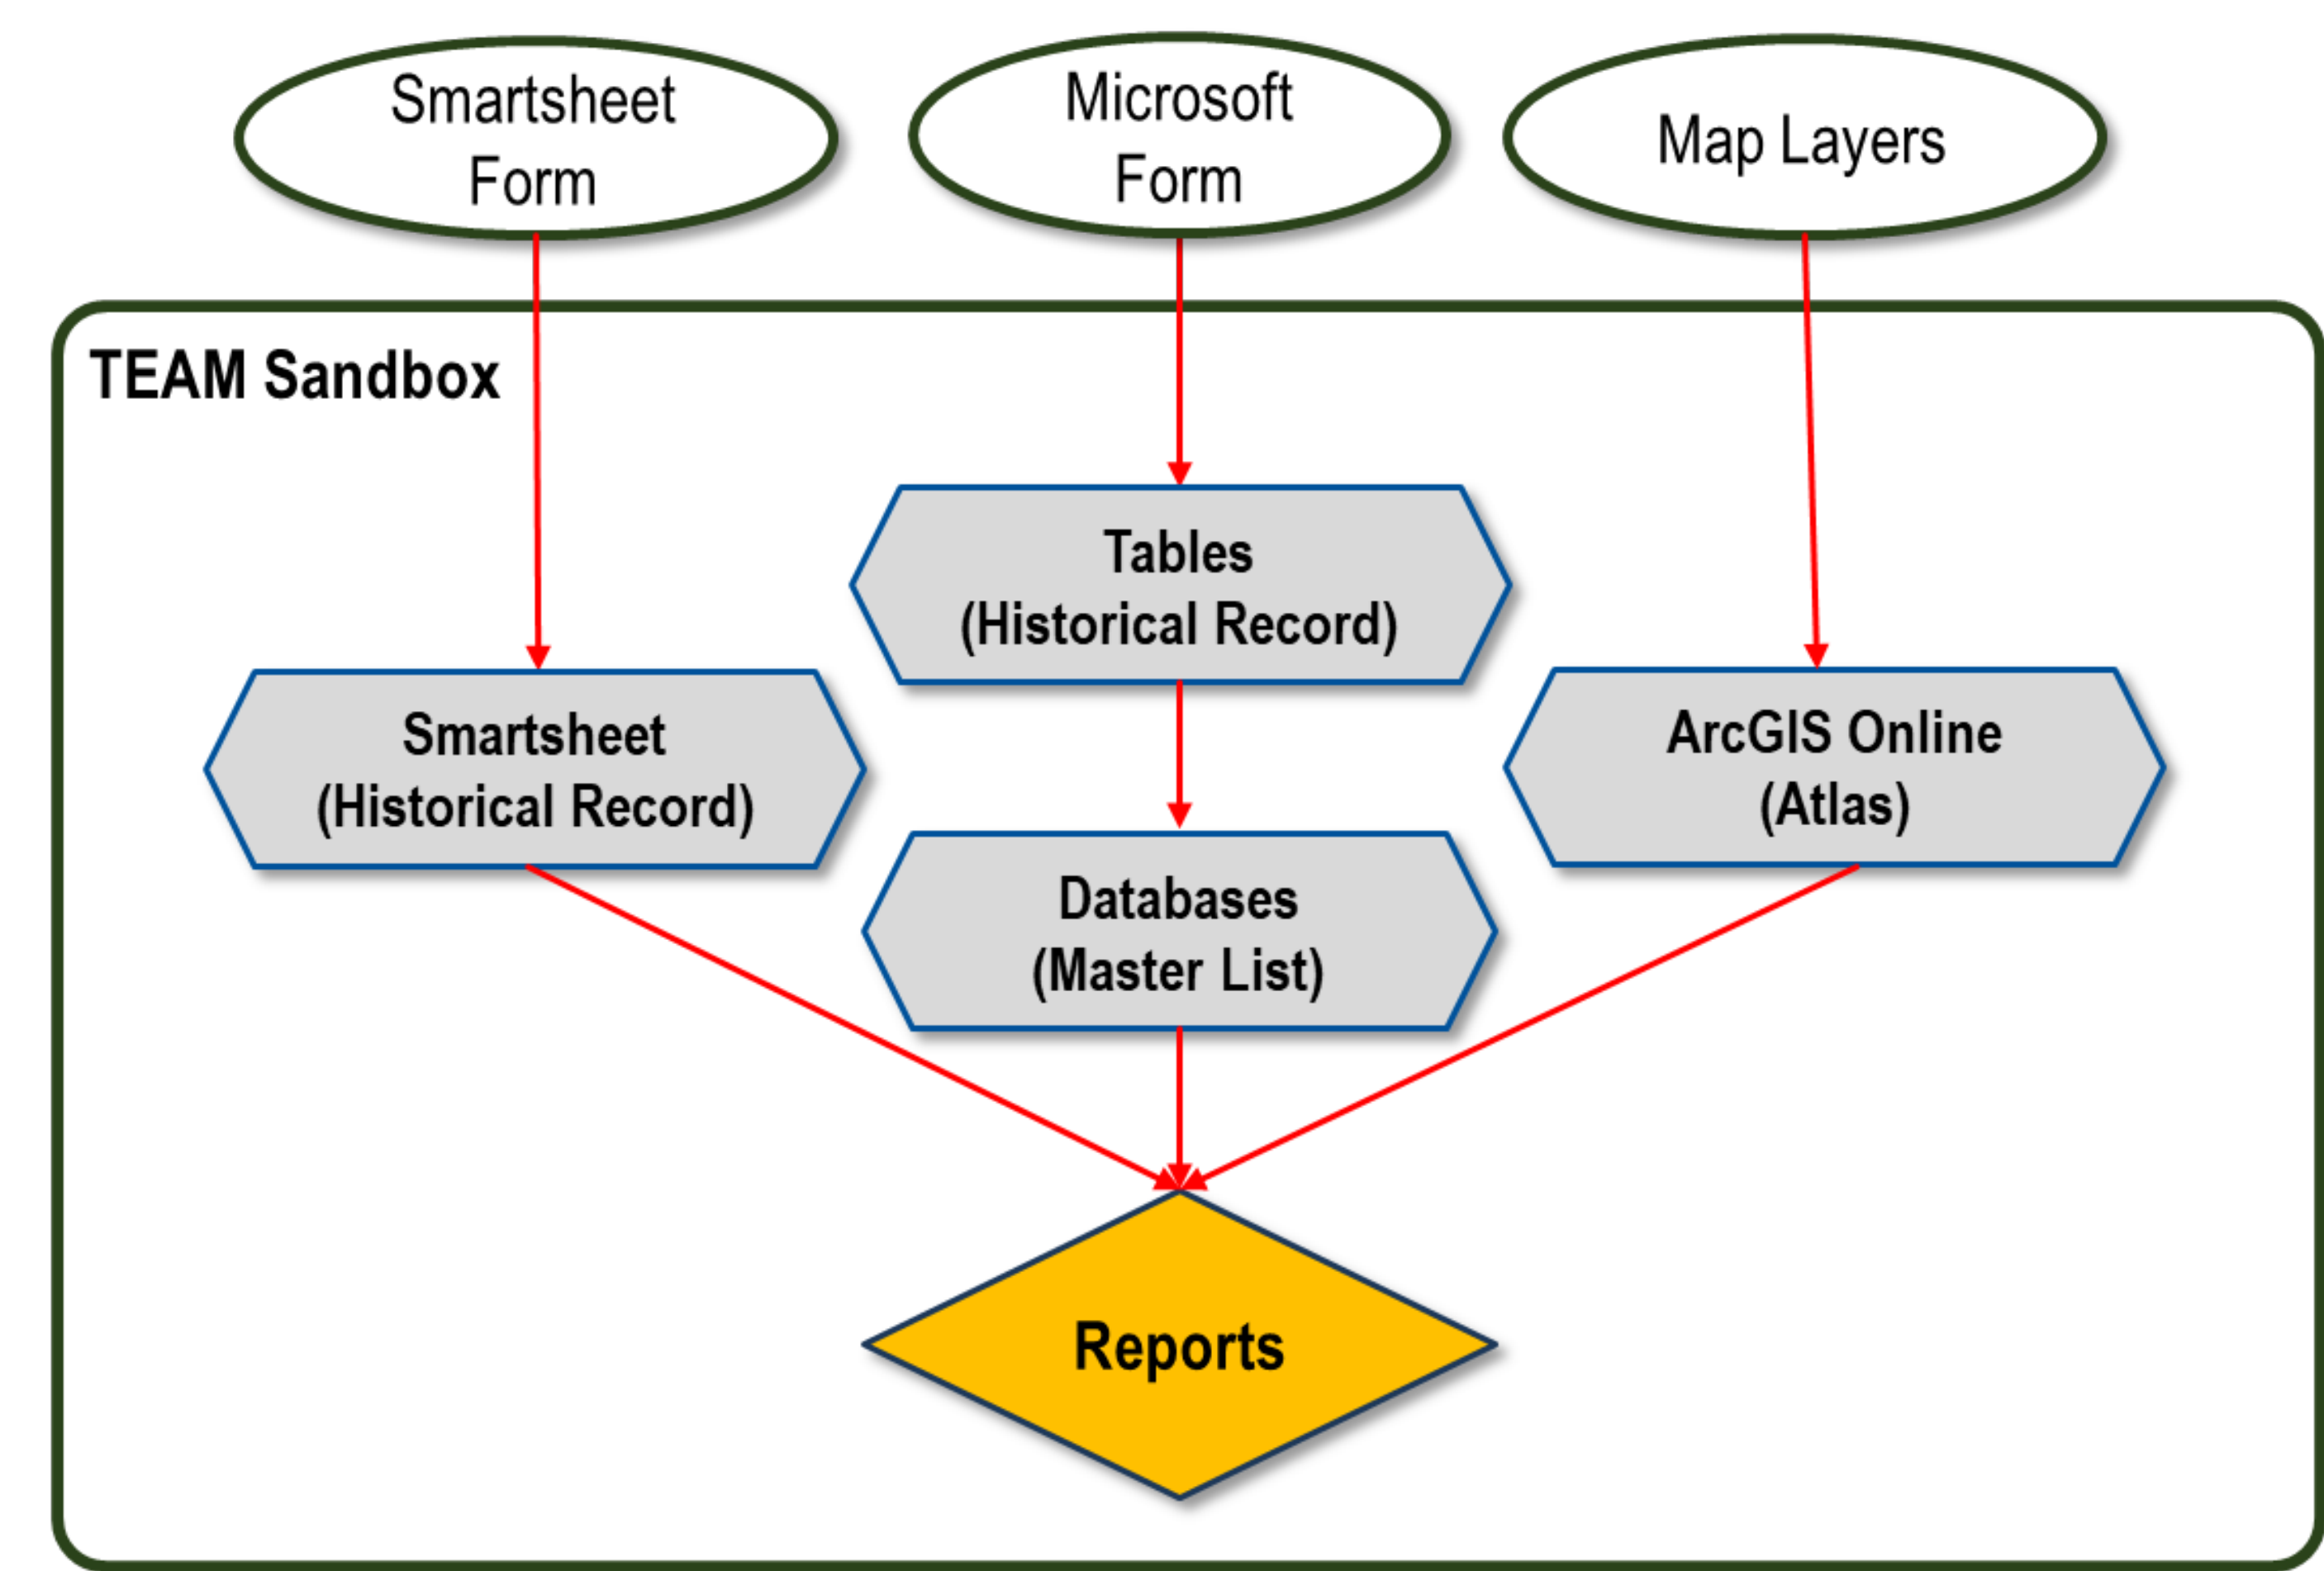 Smartsheet
Form
Microsoft
Form
Map Layers
TEAM Sandbox
Tables
(Historical Record)
Smartsheet
(Historical Record)
ArcGIS Online
(Atlas)
Databases
(Master List)
Reports